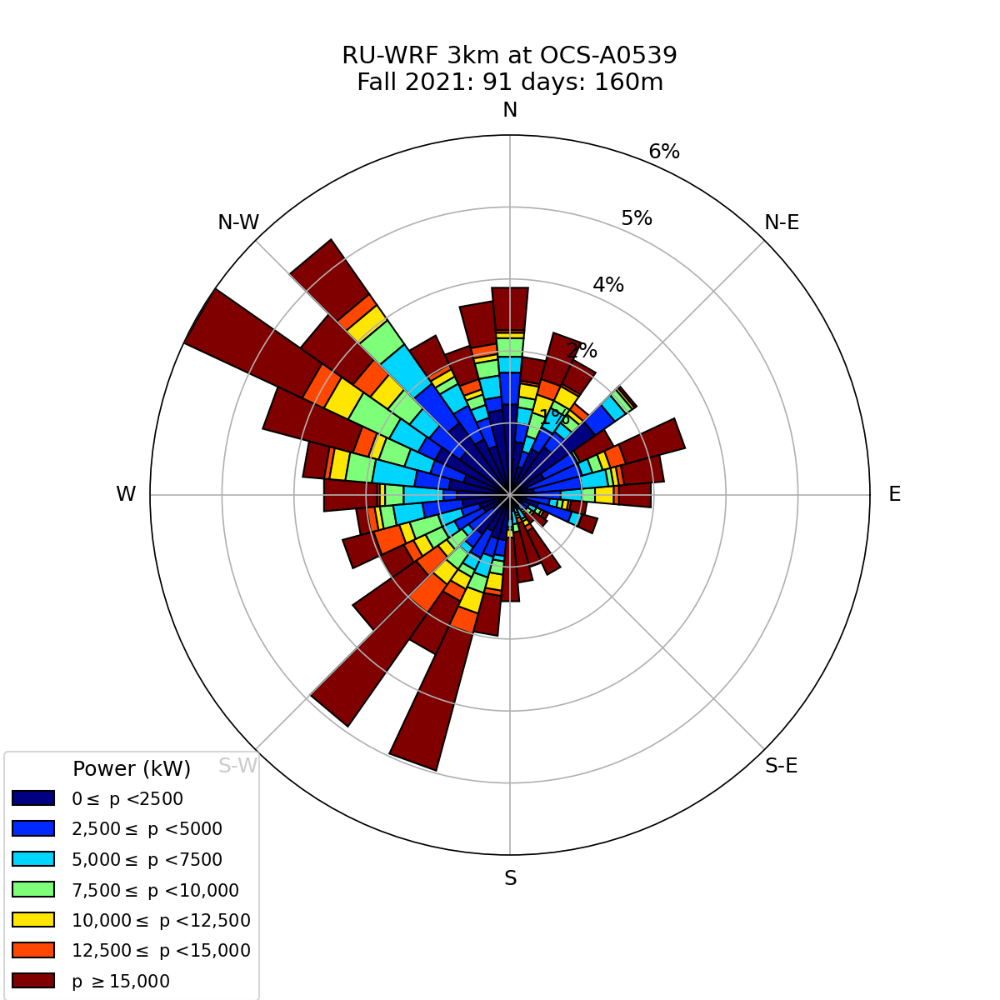 RU-WRF 3km at OCS-A0539
Fall 2021: 91 days: 160m
N
6%
N-W
5%
N-E
4%
2%
1%
W
E
S-W
S-E
S
Power (kW)
0≤ p <2500
2,500≤ p <5000
5,000≤ p <7500
7,500≤ p <10,000
10,000≤ p <12,500
12,500≤ p <15,000
p ≥15,000